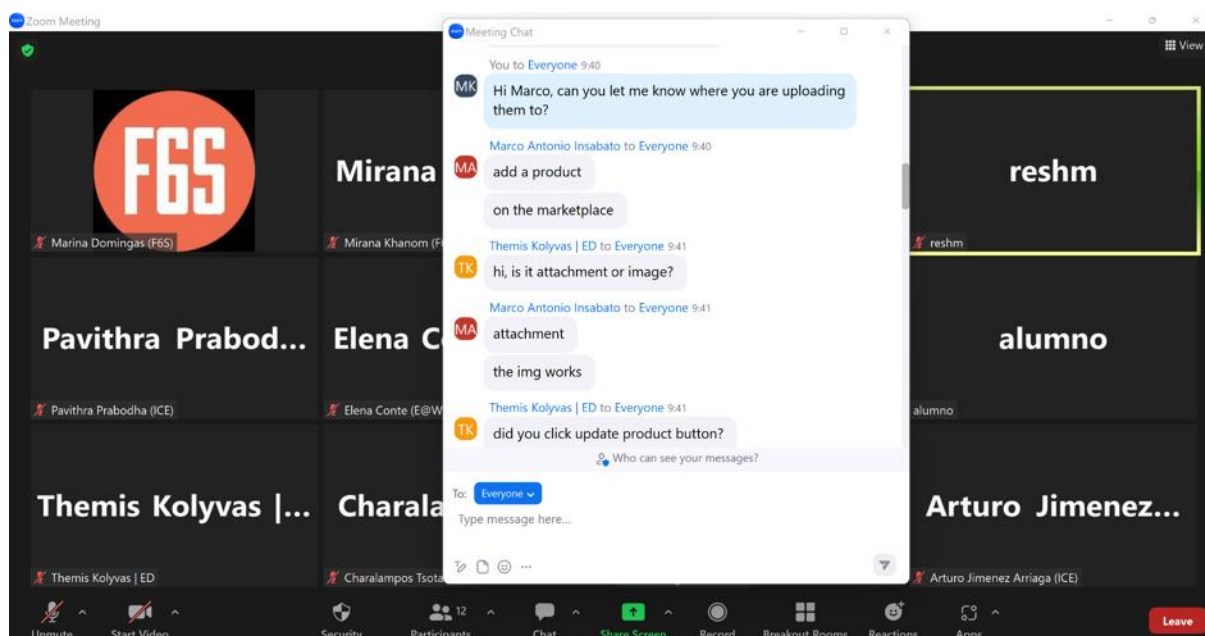 Zoom Meeting
View
zoom
Meeting Chat
You to Everyone 9:40
MK
Hi Marco, can you let me know where you are uploading
them to?
Marco Antonio Insabato to Everyone 9:40
MA
add a product
on the marketplace
Themis Kolyvas | ED to Everyone 9:41
TK
hi, is it attachment or image?
Marco Antonio Insabato to Everyone 9:41
MA
attachment
the img works
Themis Kolyvas | ED to Everyone 9:41
TK
did you click update product button?
Who can see your messages?
To: Everyone
Type message here...
F6S
Marina Domingas (F6S)
Mirana
Mirana Khanom (F
reshm
reshm
Pavithra Prabod...
Pavithra Prabodha (ICE)
Elena C
Elena Conte (E@W
alumno
alumno
Themis Kolyvas |...
Themis Kolyvas | ED
Charala
Charalampos Tsota
Arturo Jimenez...
Arturo Jimenez Arriaga (ICE)
Unmute
Start Video
Security
12
Participants
Chat
Share Screen
Record
Breakout Rooms
Reactions
Apps
Leave